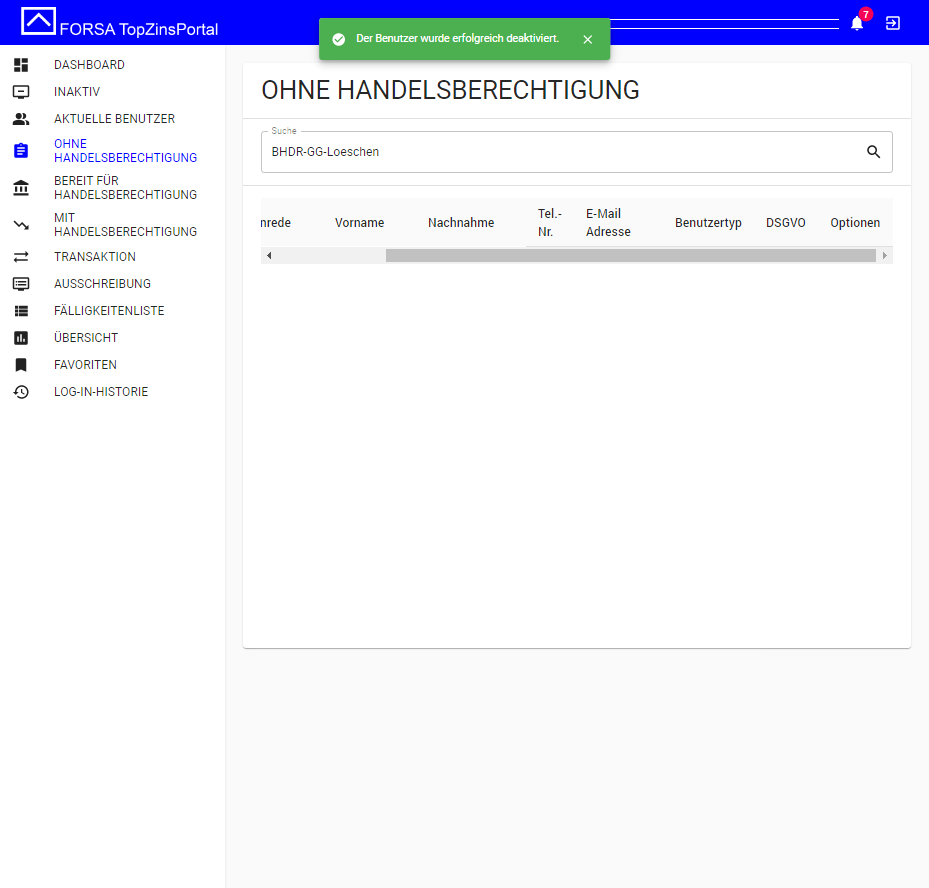 FORSA TopZinsPortal
Der Benutzer wurde erfolgreich deaktiviert.
7
DASHBOARD
INAKTIV
AKTUELLE BENUTZER
OHNE
HANDELSBERECHTIGUNG
BEREIT FÜR
HANDELSBERECHTIGUNG
MIT
HANDELSBERECHTIGUNG
TRANSAKTION
AUSSCHREIBUNG
FÄLLIGKEITENLISTE
ÜBERSICHT
FAVORITEN
LOG-IN-HISTORIE
OHNE HANDELSBERECHTIGUNG
Suche
BHDR-GG-Loeschen
nrede Vorname Nachnahme Tel.- E-Mail Benutzertyp DSGVO Optionen
Nr. Adresse